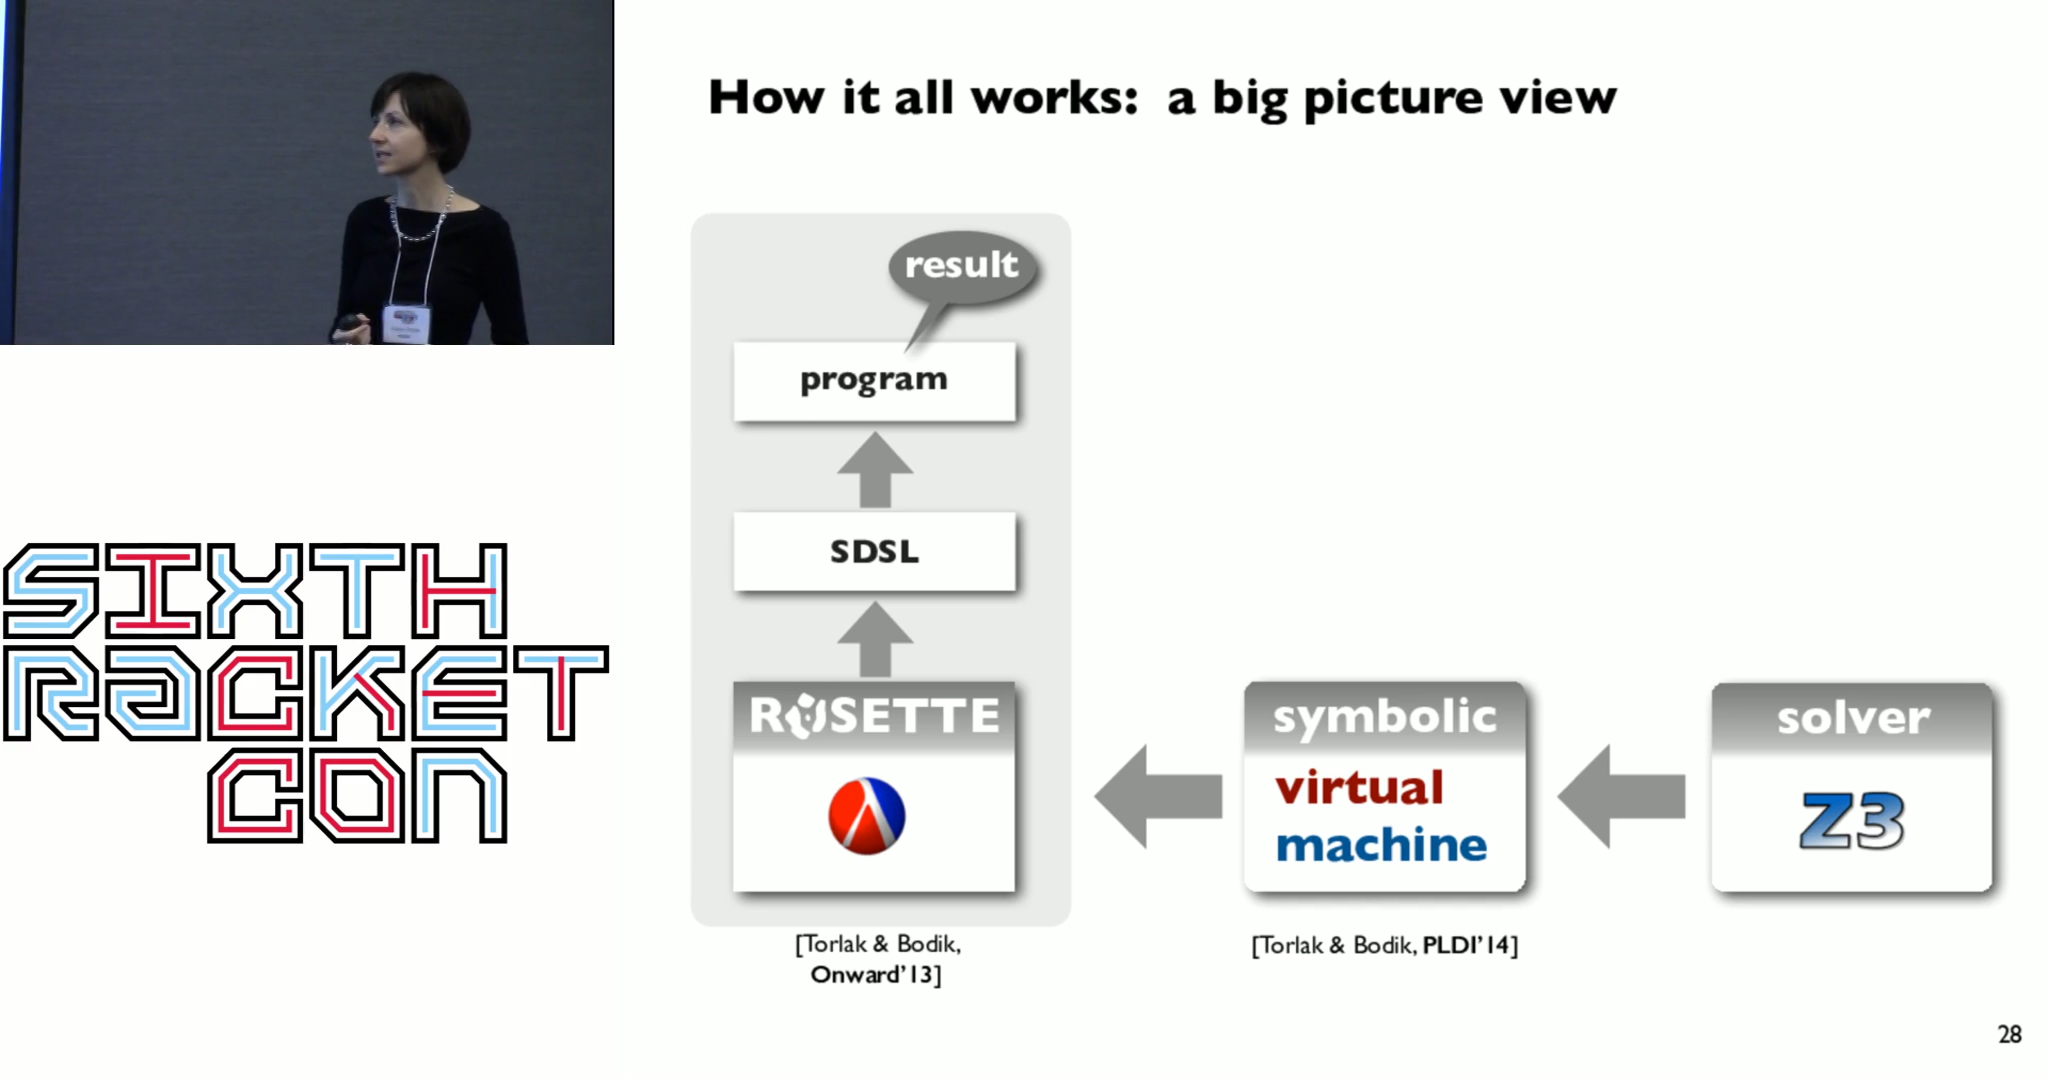 How it all works: a big picture view
result
program
SDSL
ROSETTE
symbolic
virtual
machine
solver
Z3
[Torlak & Bodik,
Onward'13]
[Torlak & Bodik, PLDI'14]
28
SIXTH
RACKET
CON